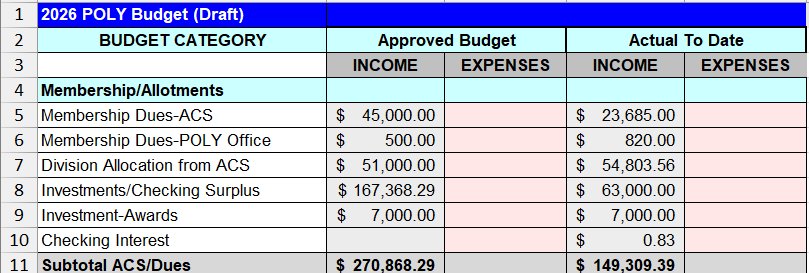 1 2026 POLY Budget (Draft)
2 BUDGET CATEGORY Approved Budget Actual To Date
3 INCOME EXPENSES INCOME EXPENSES
4 Membership/Allotments
5 Membership Dues-ACS $ 45,000.00 $ 23,685.00
6 Membership Dues-POLY Office $ 500.00 $ 820.00
7 Division Allocation from ACS $ 51,000.00 $ 54,803.56
8 Investments/Checking Surplus $ 167,368.29 $ 63,000.00
9 Investment-Awards $ 7,000.00 $ 7,000.00
10 Checking Interest $ 0.83
11 Subtotal ACS/Dues $ 270,868.29 $ 149,309.39